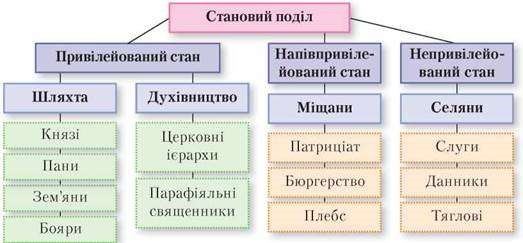 Становий поділ
Привілейований стан
Напівпривіле-
йований стан
Непривілейо-
ваний стан
Шляхта
Духівництво
Міщани
Селяни
Князі
Пани
Зем’яни
Бояри
Церковні
ієрархи
Парафіяльні
священники
Патриціат
Бюргерство
Плебс
Слуги
Данники
Тяглові